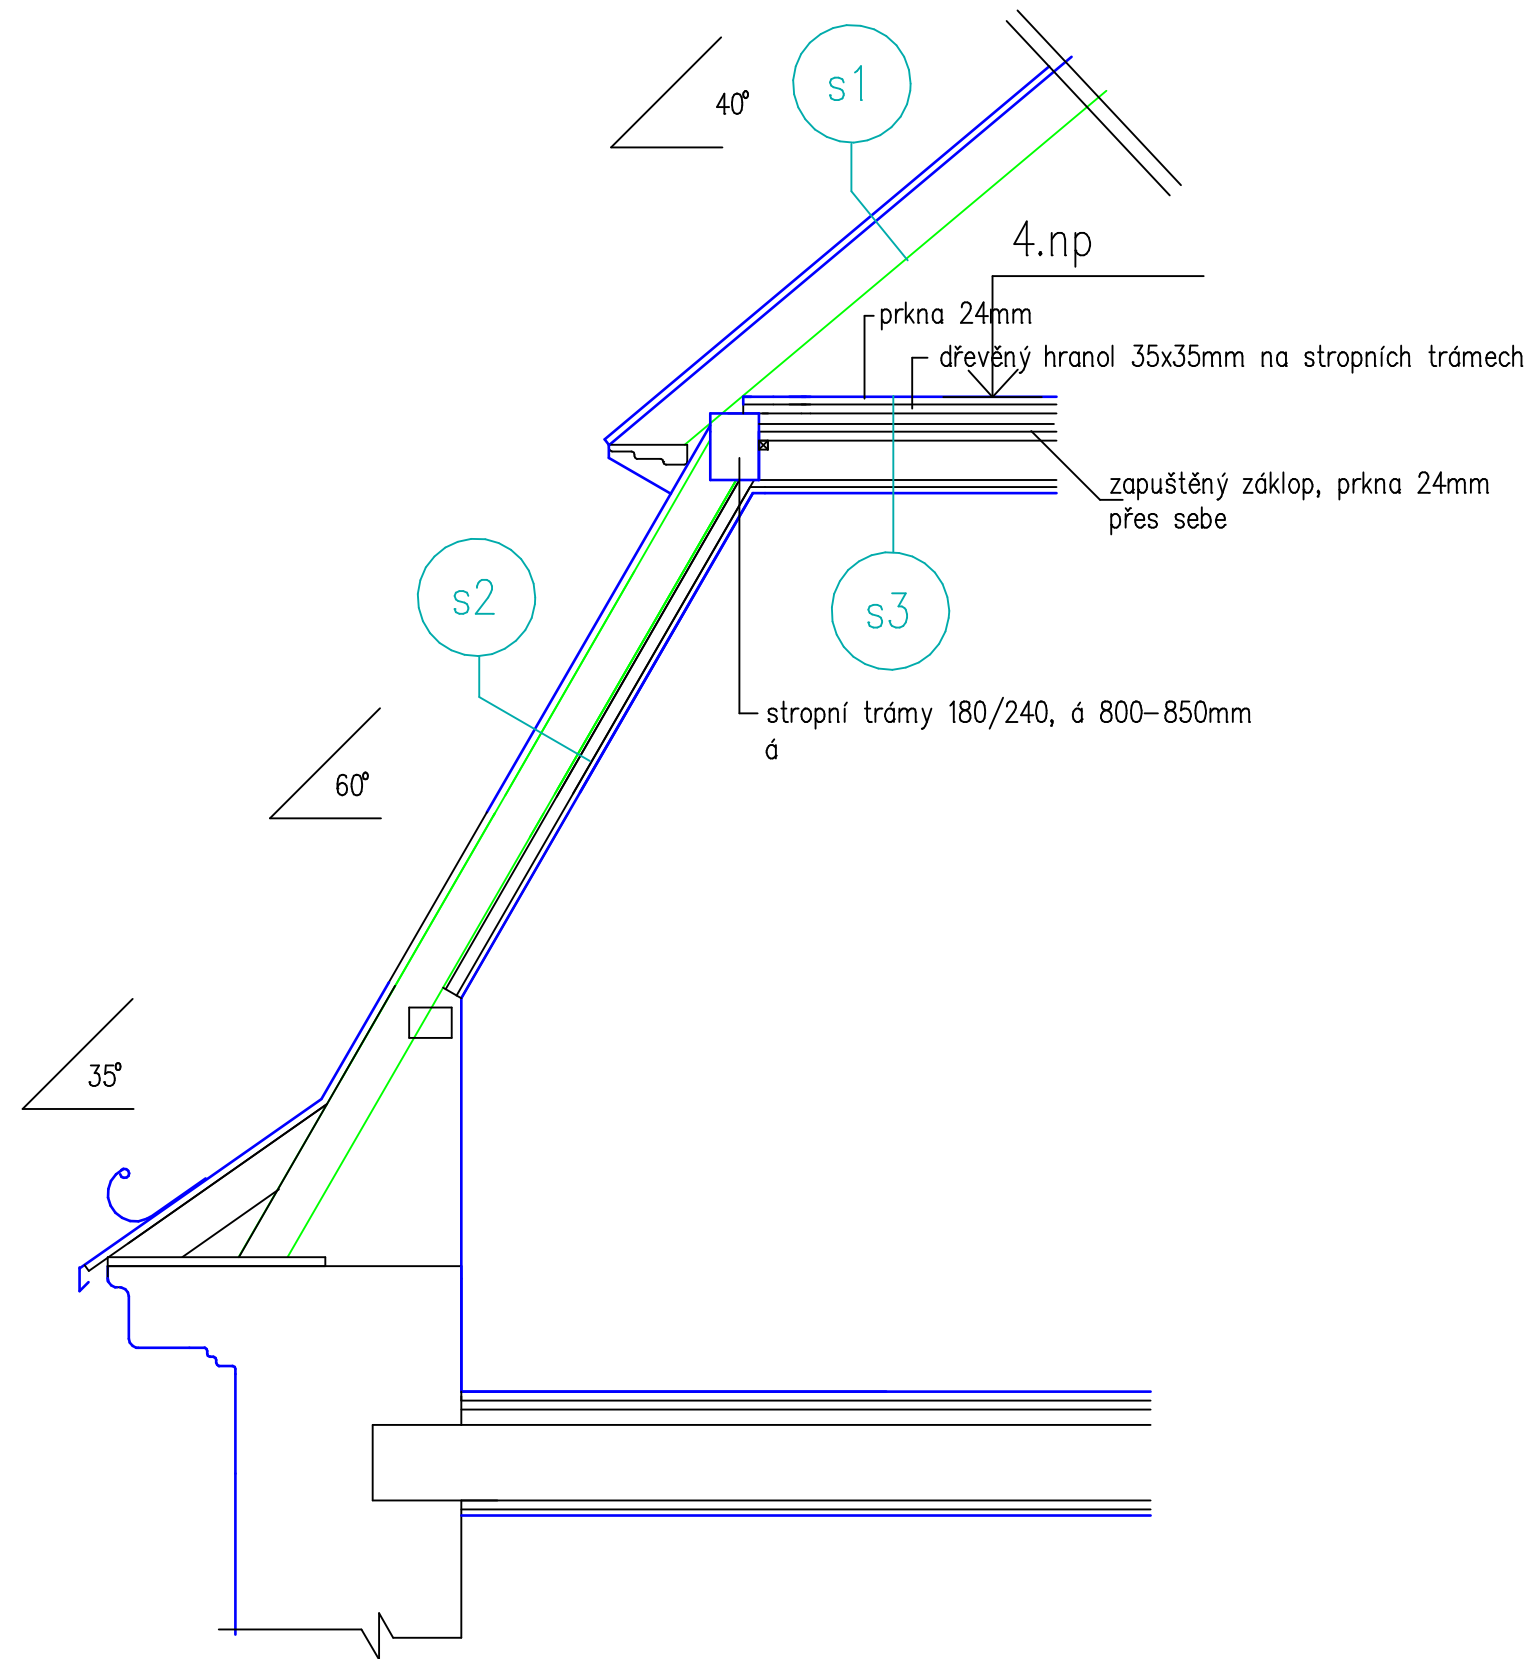 s1
40°
4.np
prkna 24mm
dřevěný hranol 35x35mm na stropních trámech
zapuštěný záklop, prkna 24mm
přes sebe
s2
s3
stropní trámy 180/240, á 800-850mm
á
60°
35°